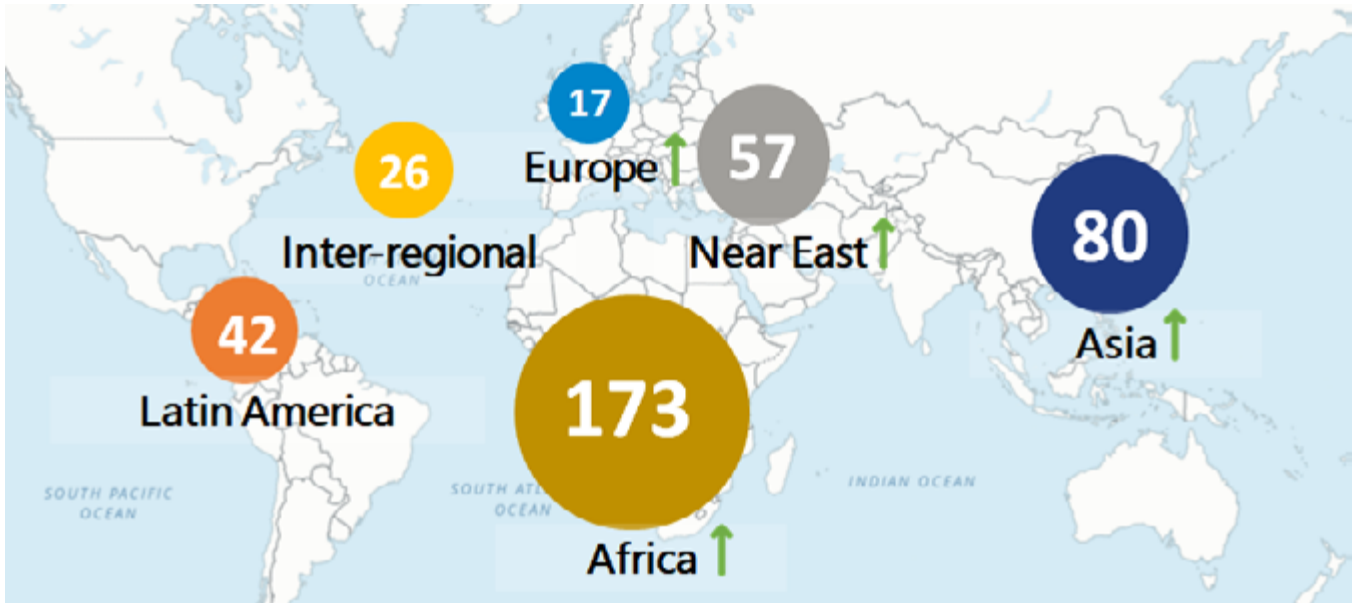 17
Europe ↑
57
26
Near East ↑
80
Inter-regional
OCEAN
42
Asia ↑
Latin America
173
SOUTH PACIFIC
OCEAN
SOUTH
OCEAN
INDIAN OCEAN
Africa ↑